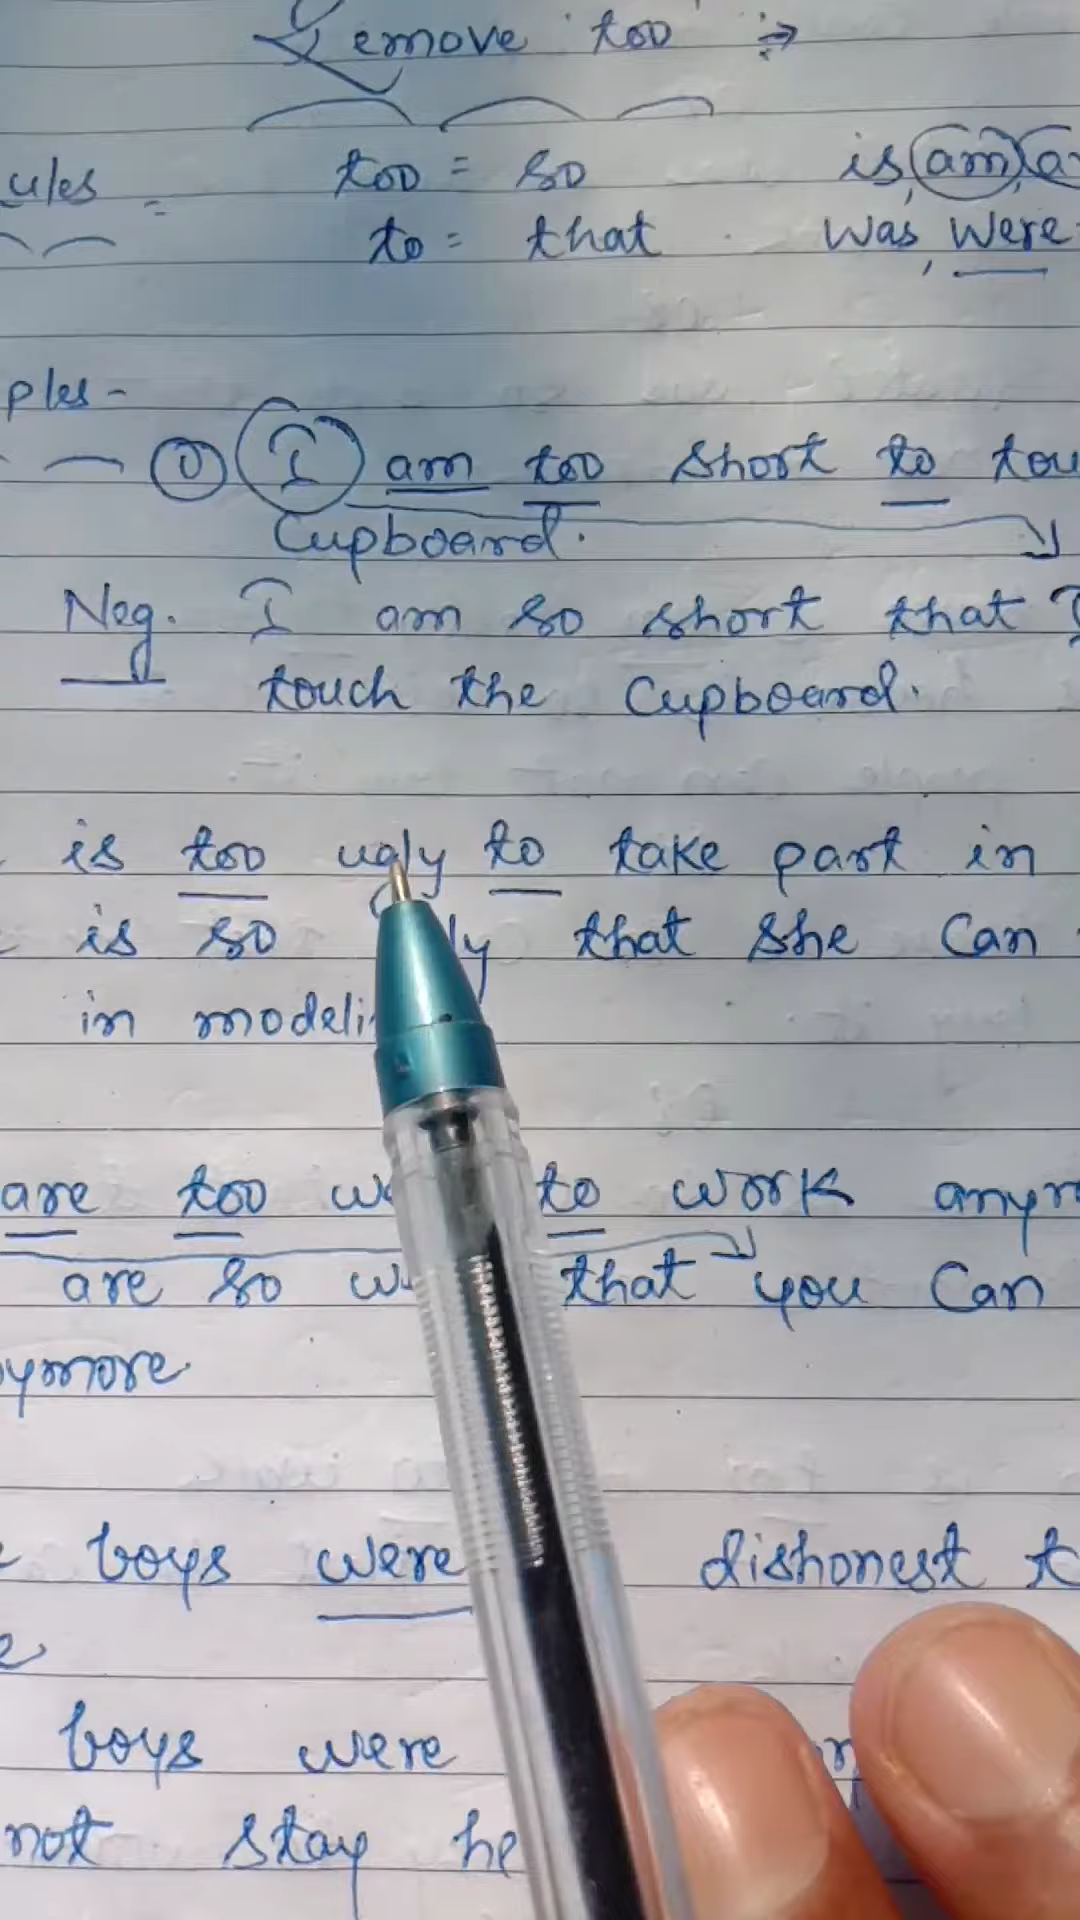 Remove too ⇒
ules = too = so is, am, a
to = that was, were
ples -
① I am too short to tou
Cupboard.
Neg. I am so short that I
touch the Cupboard.
is too ugly to take part in
is so that she can
in modeli
are too to work anym
are so that you can
ymore
boys were dishonest t
e
boys were
not stay he